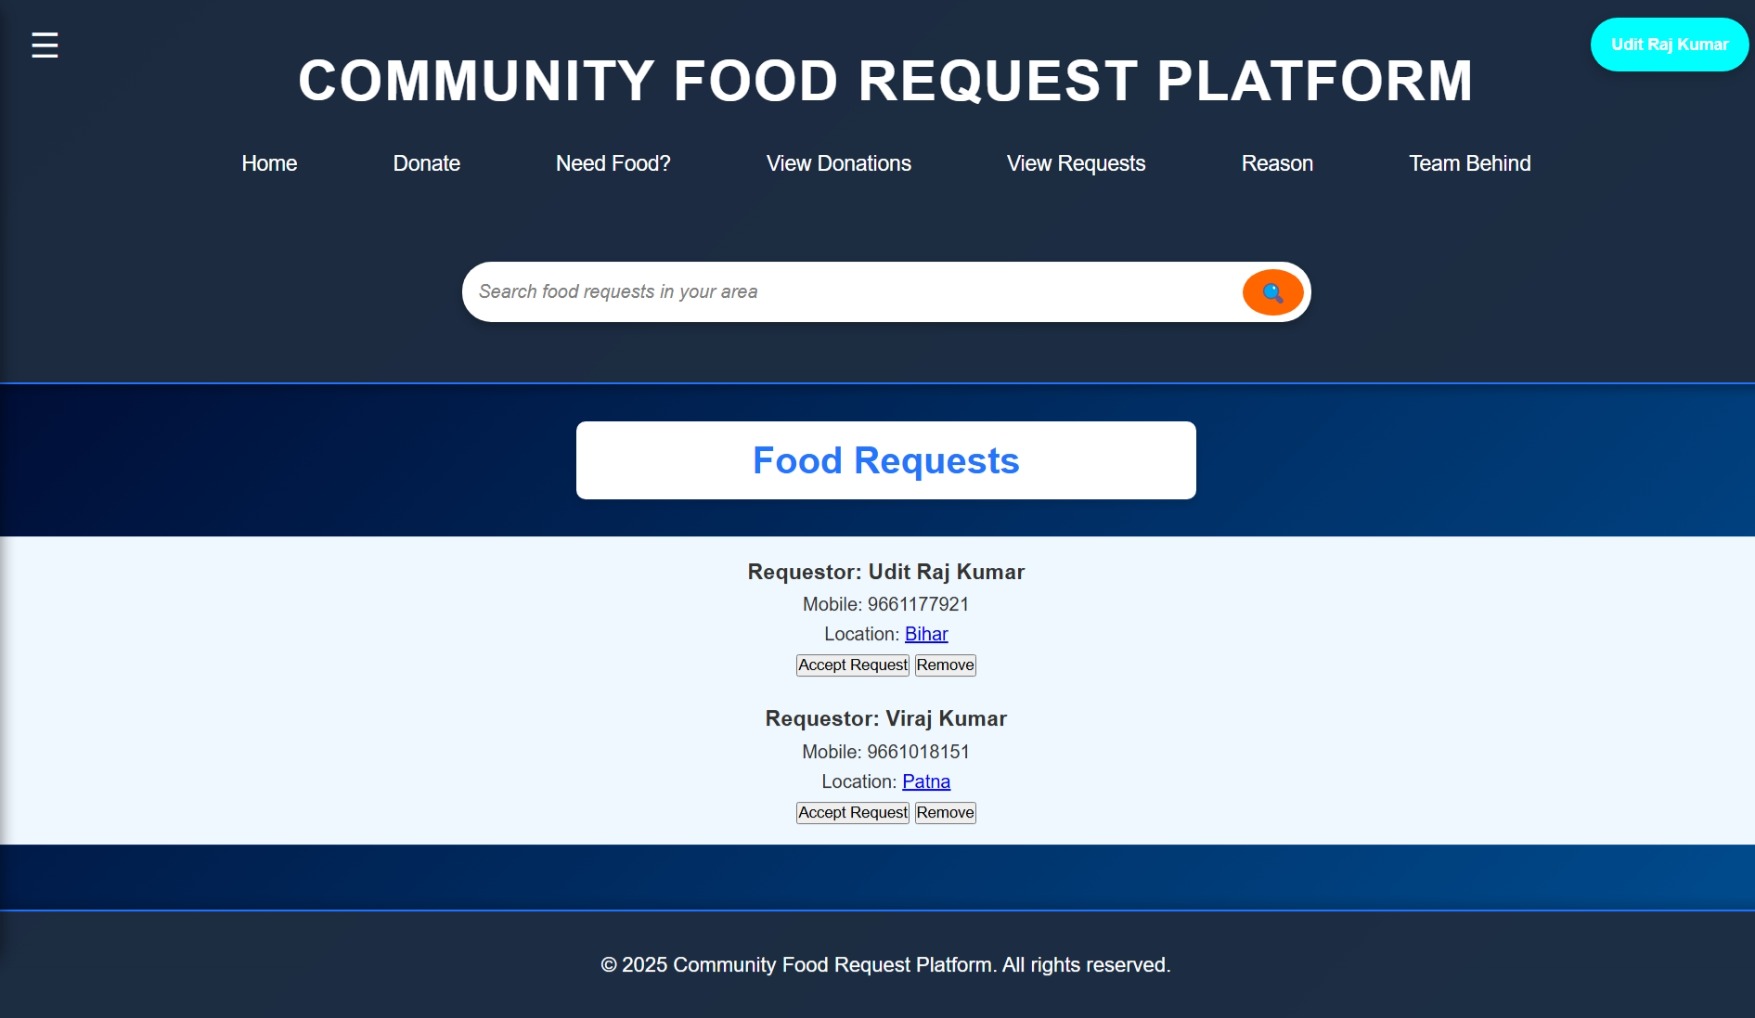 ☰
Udit Raj Kumar
COMMUNITY FOOD REQUEST PLATFORM
Home Donate Need Food? View Donations View Requests Reason Team Behind
Search food requests in your area
Food Requests
Requestor: Udit Raj Kumar
Mobile: 9661177921
Location: Bihar
Accept Request Remove
Requestor: Viraj Kumar
Mobile: 9661018151
Location: Patna
Accept Request Remove
© 2025 Community Food Request Platform. All rights reserved.